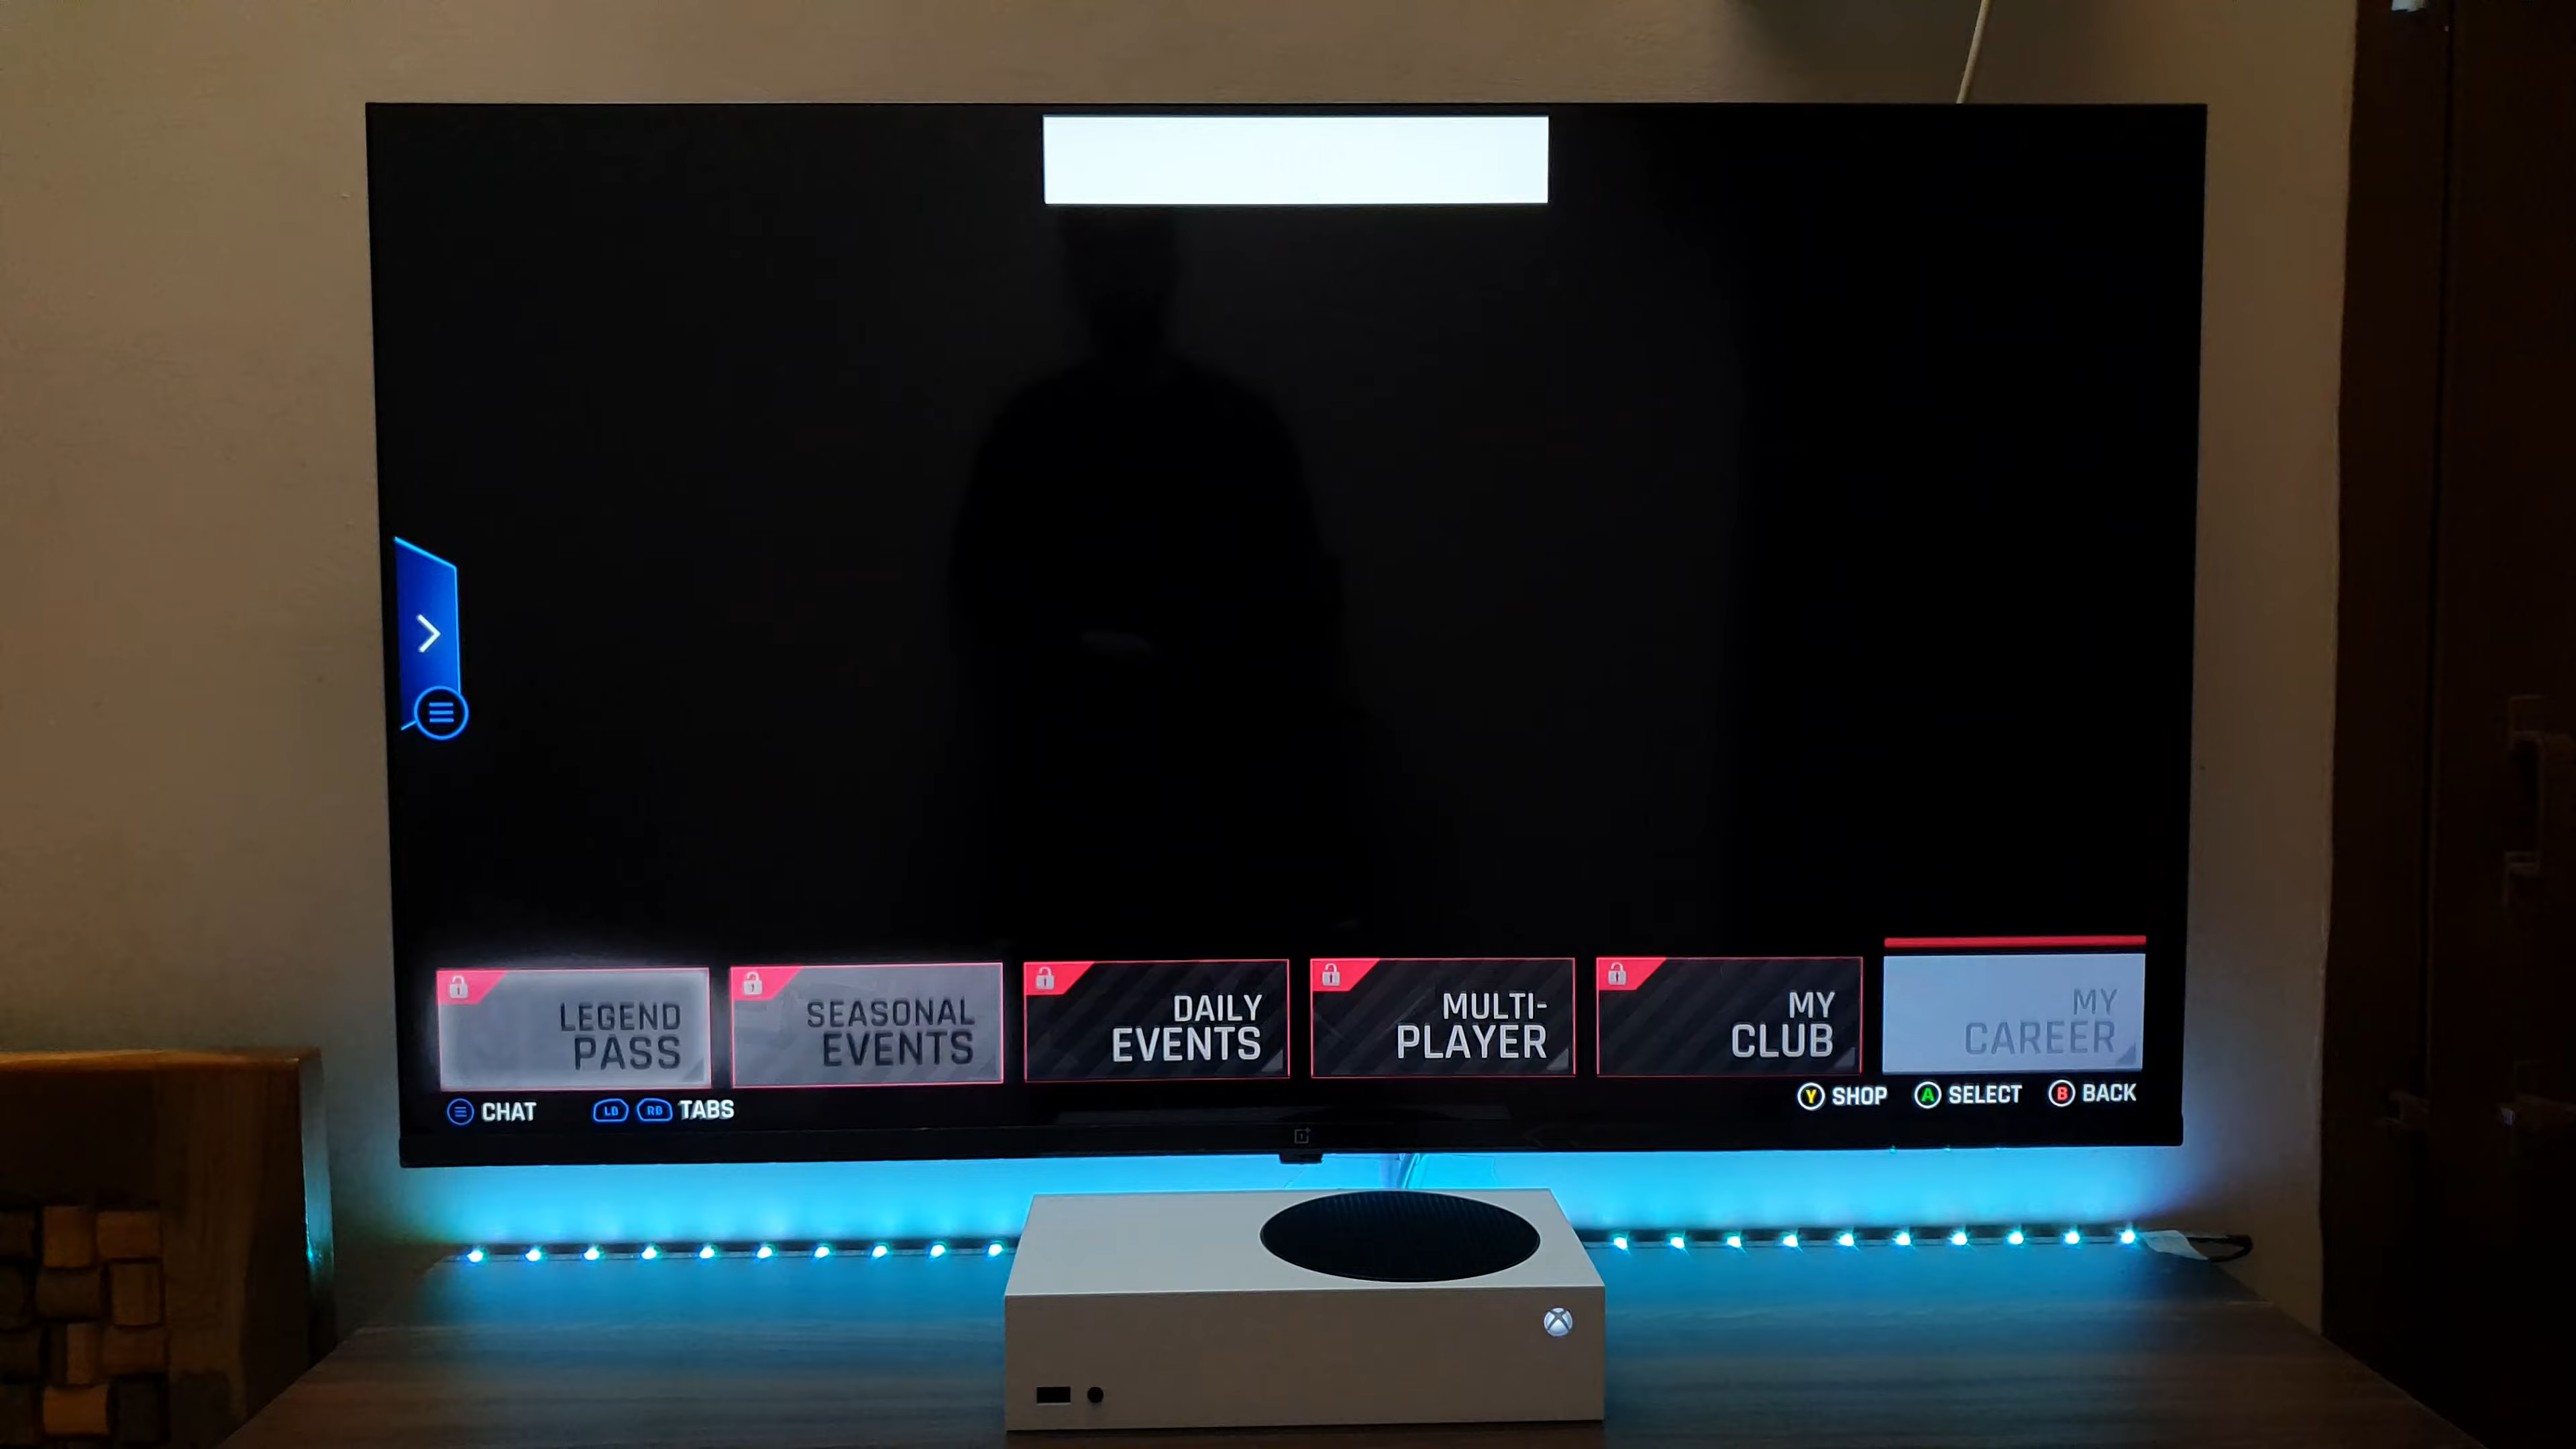 LEGEND
PASS
SEASONAL
EVENTS
DAILY
EVENTS
MULTI-
PLAYER
MY
CLUB
MY
CAREER
CHAT
LB RB TABS
Y SHOP
A SELECT
B BACK